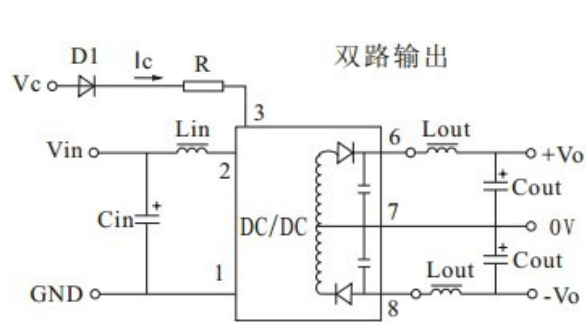 双路输出
D1
Ic
R
Vc
3
Lin
6
Lout
Vin
+Vo
2
Cout
Cin
7
DC/DC
0V
1
Cout
Lout
GND
-Vo
8